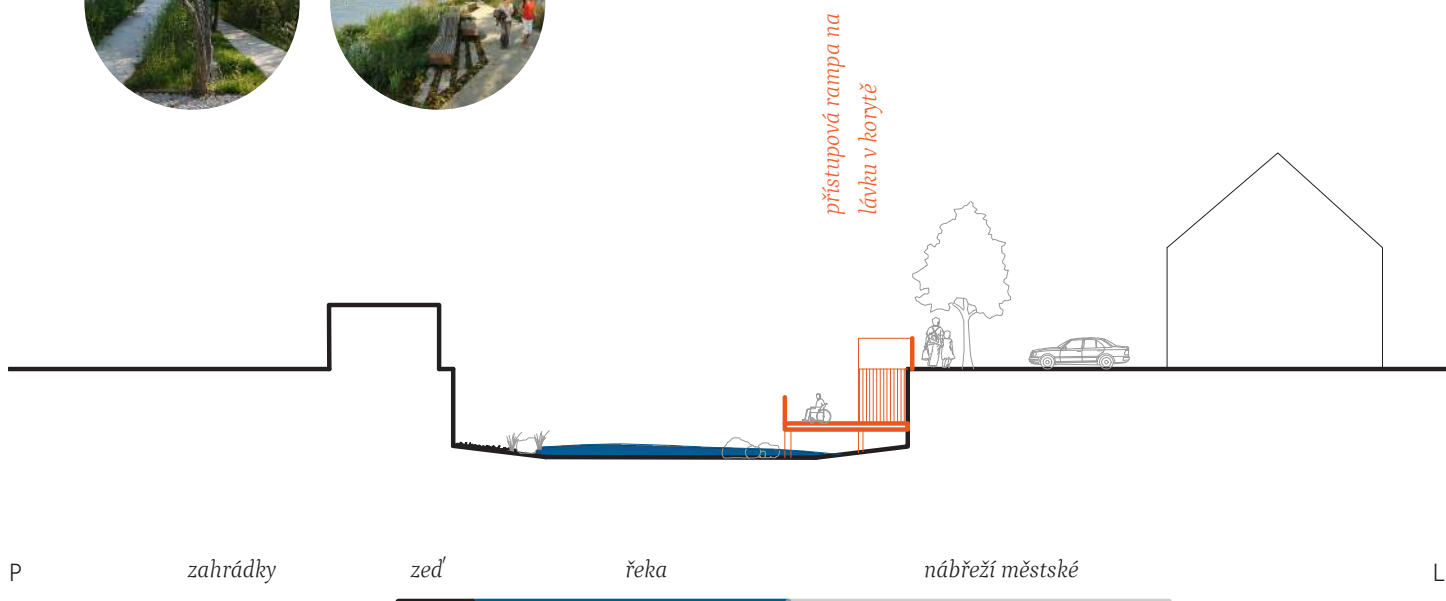 přístupová rampa na
lávku v korytě
P
zahrádky
zeď
řeka
nábřeží městské
L